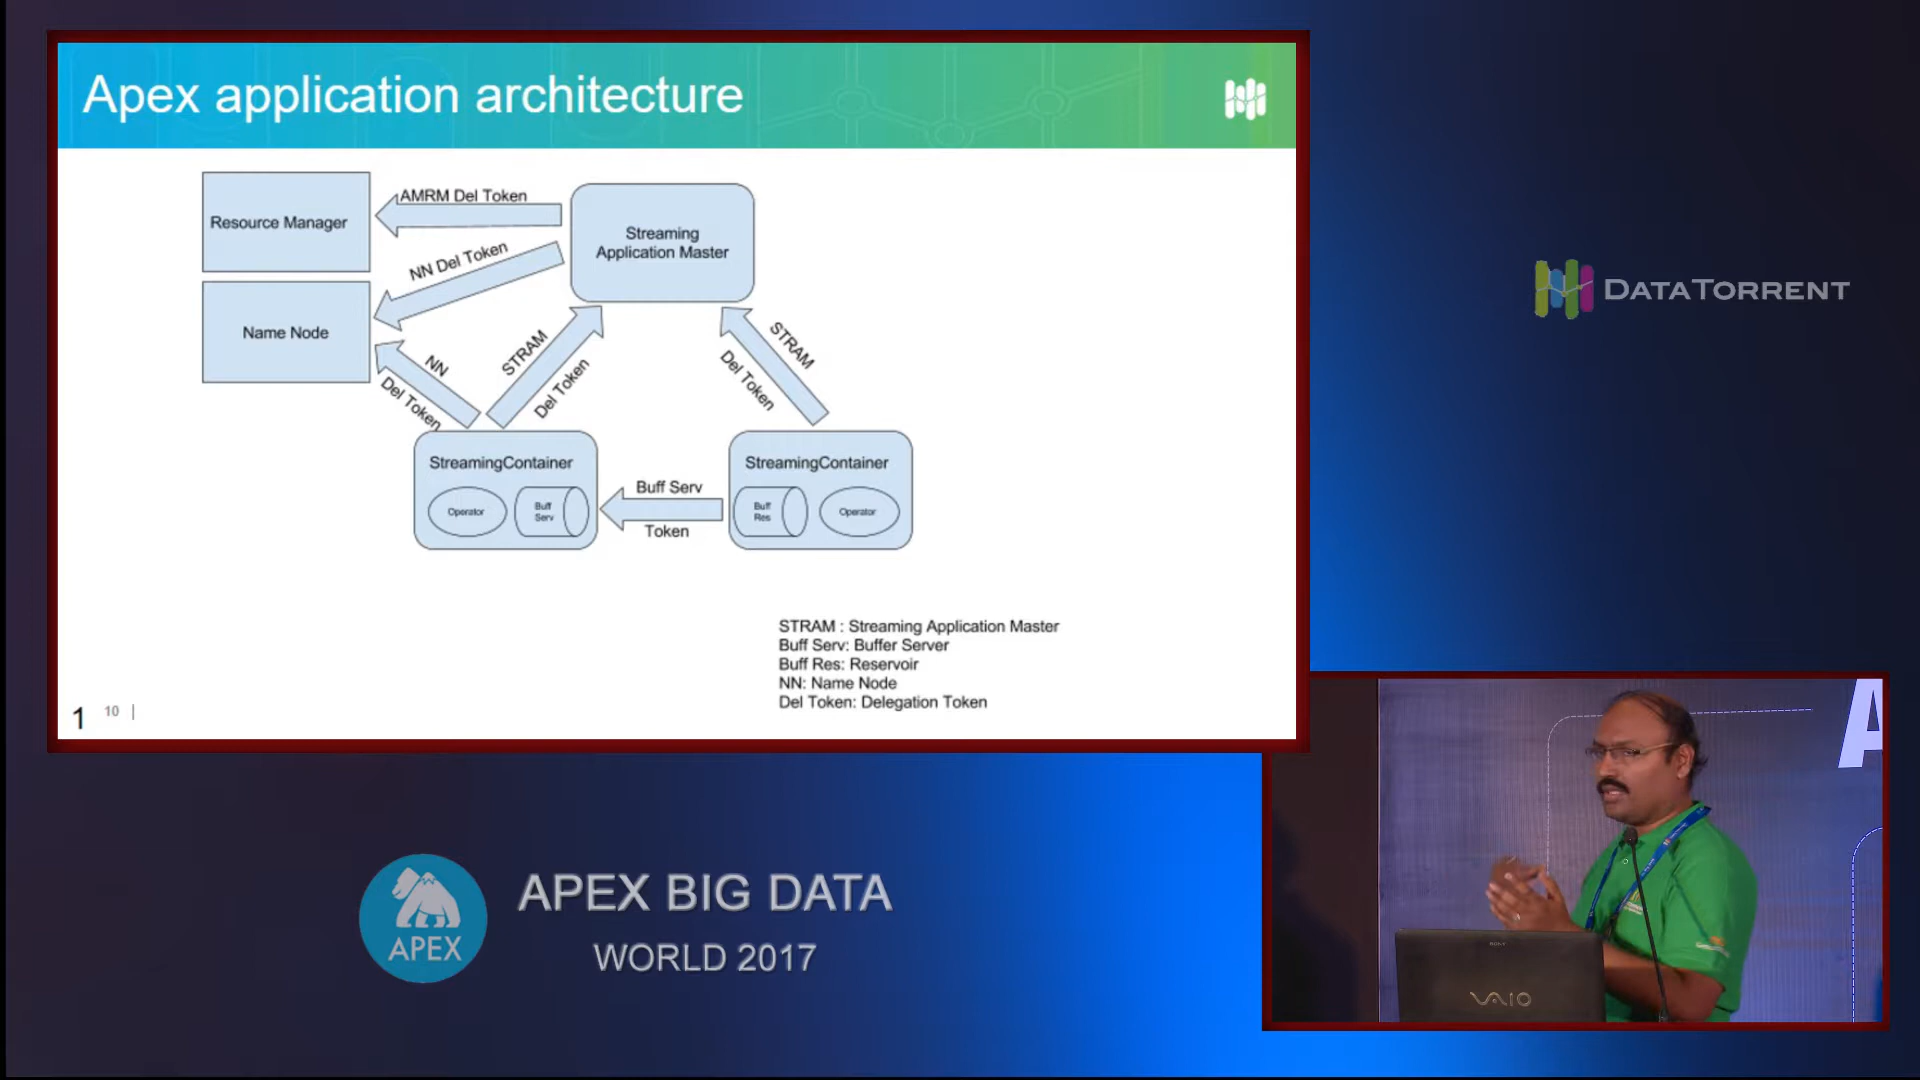 Apex application architecture
Resource Manager
AMRM Del Token
Streaming
Application Master
NN Del Token
Name Node
NN
Del Token
STRAM
Del Token
STRAM
Del Token
StreamingContainer
Operator
Buff
Serv
Buff Serv
Token
StreamingContainer
Buff
Res
Operator
STRAM : Streaming Application Master
Buff Serv: Buffer Server
Buff Res: Reservoir
NN: Name Node
Del Token: Delegation Token
1
10 |
DATATORRENT
APEX
APEX BIG DATA
WORLD 2017
A
SONY
VAIO